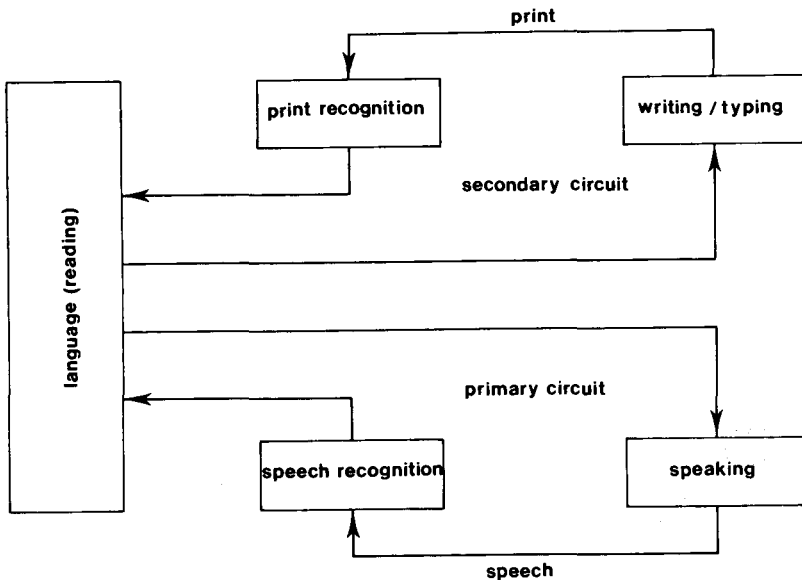 print
print recognition
writing / typing
secondary circuit
language (reading)
primary circuit
speech recognition
speaking
speech